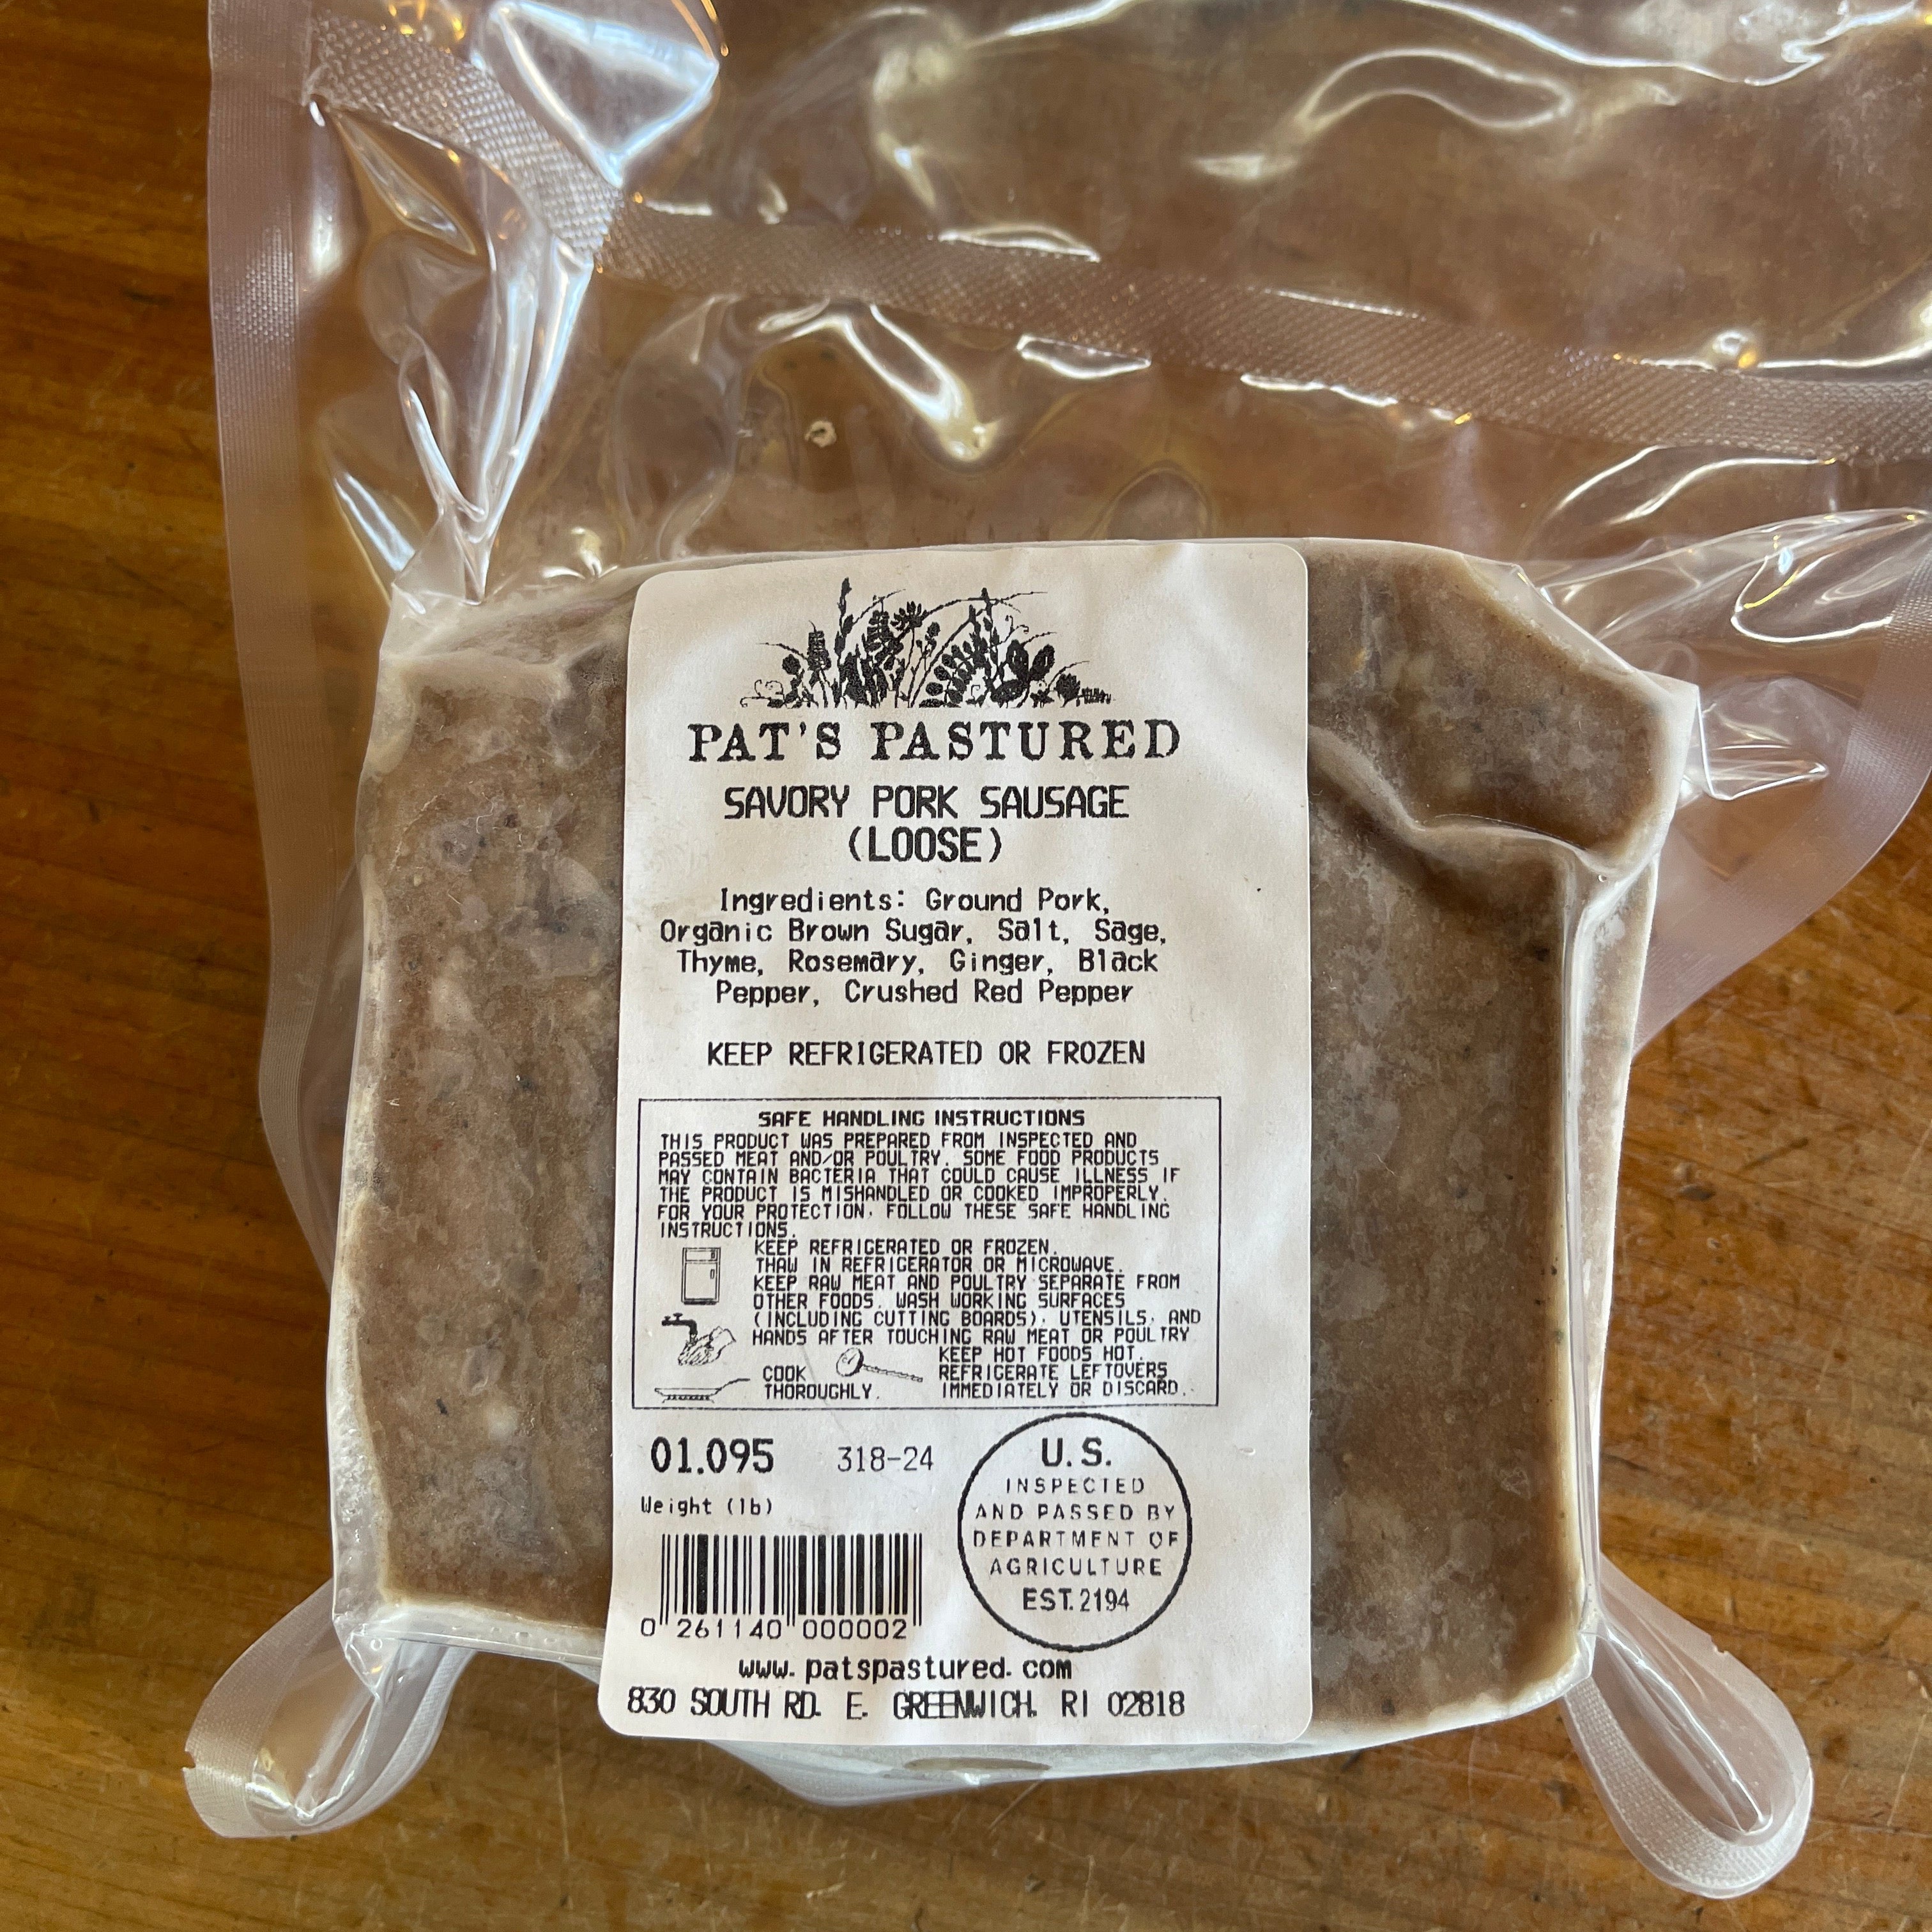 PAT'S PASTURED
SAVORY PORK SAUSAGE
(LOOSE)
Ingredients: Ground Pork,
Organic Brown Sugar, Salt, Sage,
Thyme, Rosemary, Ginger, Black
Pepper, Crushed Red Pepper
KEEP REFRIGERATED OR FROZEN
SAFE HANDLING INSTRUCTIONS
THIS PRODUCT WAS PREPARED FROM INSPECTED AND
PASSED MEAT AND/OR POULTRY. SOME FOOD PRODUCTS
MAY CONTAIN BACTERIA THAT COULD CAUSE ILLNESS IF
THE PRODUCT IS MISHANDLED OR COOKED IMPROPERLY.
FOR YOUR PROTECTION, FOLLOW THESE SAFE HANDLING
INSTRUCTIONS.
KEEP REFRIGERATED OR FROZEN.
THAW IN REFRIGERATOR OR MICROWAVE.
KEEP RAW MEAT AND POULTRY SEPARATE FROM
OTHER FOODS. WASH WORKING SURFACES
(INCLUDING CUTTING BOARDS), UTENSILS, AND
HANDS AFTER TOUCHING RAW MEAT OR POULTRY
COOK
THOROUGHLY.
KEEP HOT FOODS HOT.
REFRIGERATE LEFTOVERS
IMMEDIATELY OR DISCARD.
01.095 318-24
Weight (lb)
0 261140 000002
U.S.
INSPECTED
AND PASSED BY
DEPARTMENT OF
AGRICULTURE
EST. 2194
www.patspastured.com
830 SOUTH RD. E. GREENWICH, RI 02818